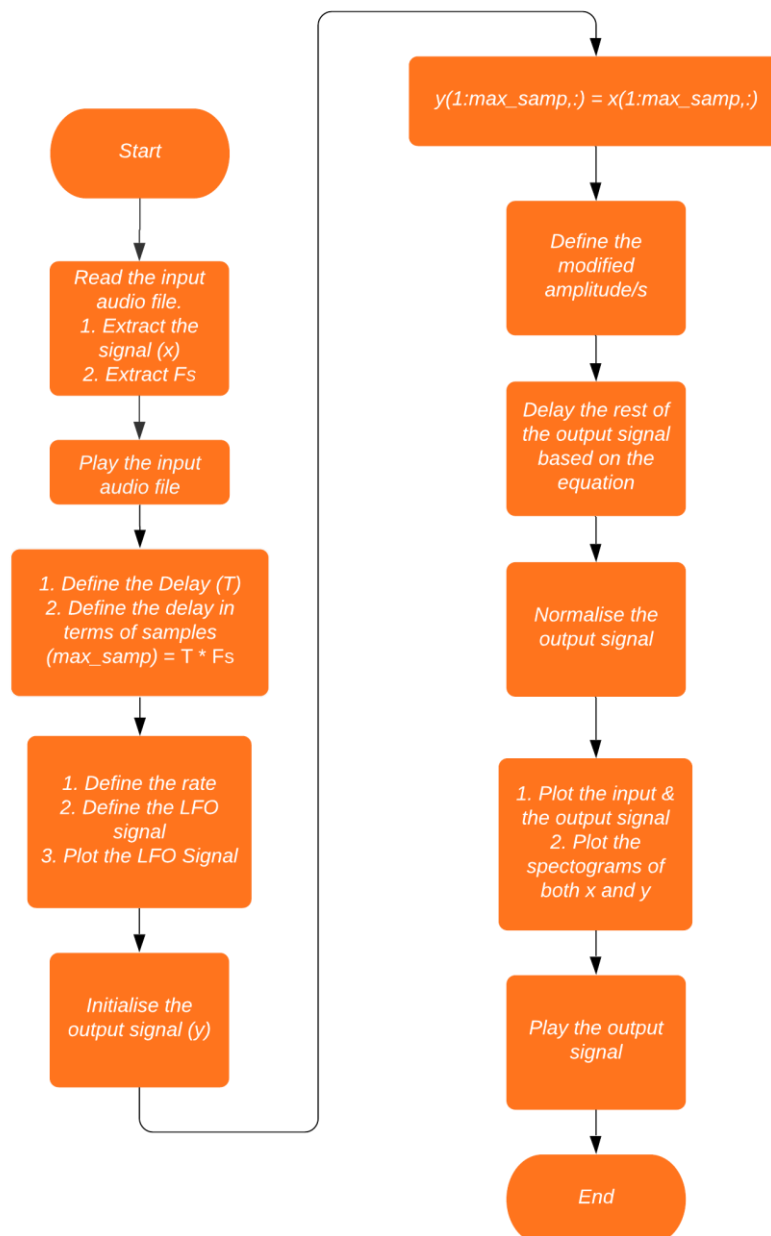 Start
Read the input
audio file.
1. Extract the
signal (x)
2. Extract Fs
Play the input
audio file
1. Define the Delay (T)
2. Define the delay in
terms of samples
(max_samp) = T * Fs
1. Define the rate
2. Define the LFO
signal
3. Plot the LFO Signal
Initialise the
output signal (y)
y(1:max_samp,:) = x(1:max_samp,:)
Define the
modified
amplitude/s
Delay the rest of
the output signal
based on the
equation
Normalise the
output signal
1. Plot the input &
the output signal
2. Plot the
spectograms of
both x and y
Play the output
signal
End